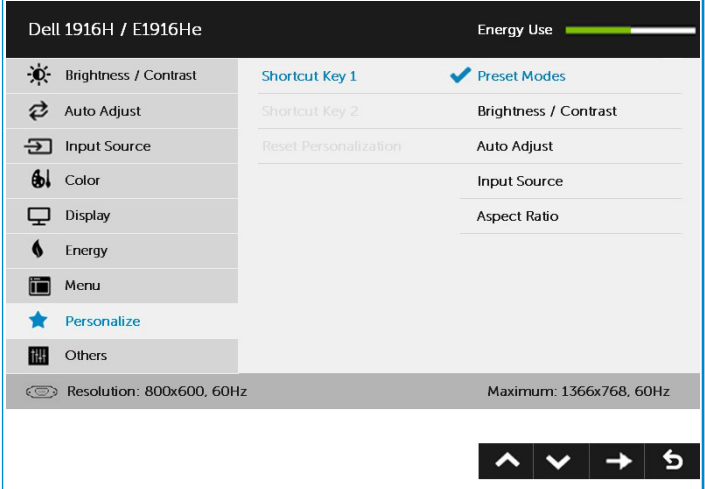 Dell 1916H / E1916He Energy Use
Brightness / Contrast Shortcut Key 1 Preset Modes
Auto Adjust Shortcut Key 2 Brightness / Contrast
Input Source Reset Personalization Auto Adjust
Color Input Source
Display Aspect Ratio
Energy
Menu
Personalize
Others
Resolution: 800x600, 60Hz Maximum: 1366x768, 60Hz